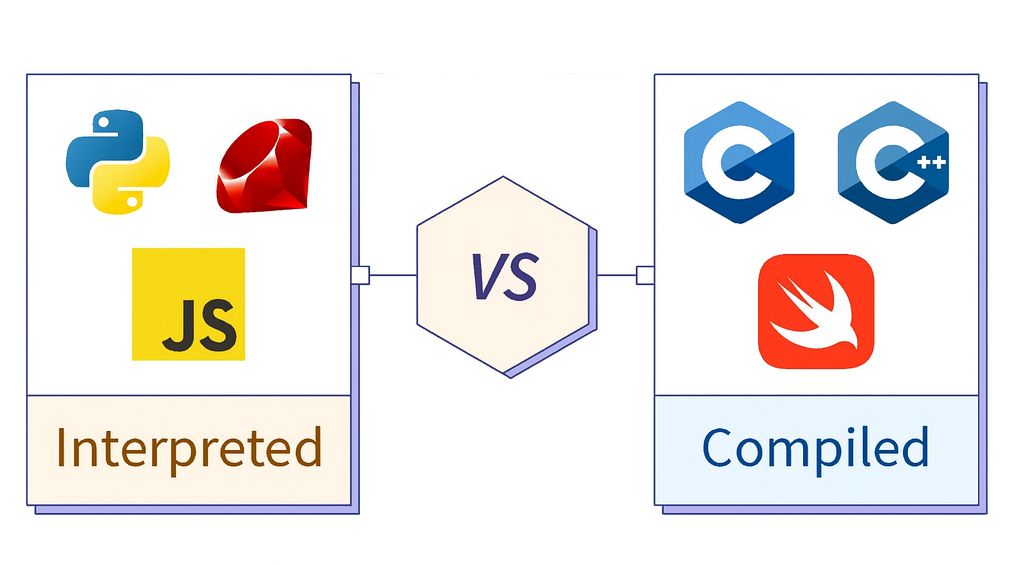 JS
Interpreted
VS
C
C++
Compiled